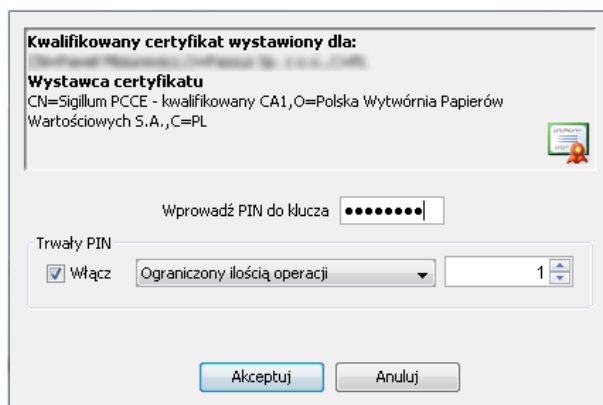 Kwalifikowany certyfikat wystawiony dla:
Wystawca certyfikatu
CN=Sigillum PCCE - kwalifikowany CA1,O=Polska Wytwórnia Papierów
Wartościowych S.A.,C=PL
Wprowadź PIN do klucza
Trwały PIN
Włącz Ograniczony ilością operacji 1
Akceptuj Anuluj